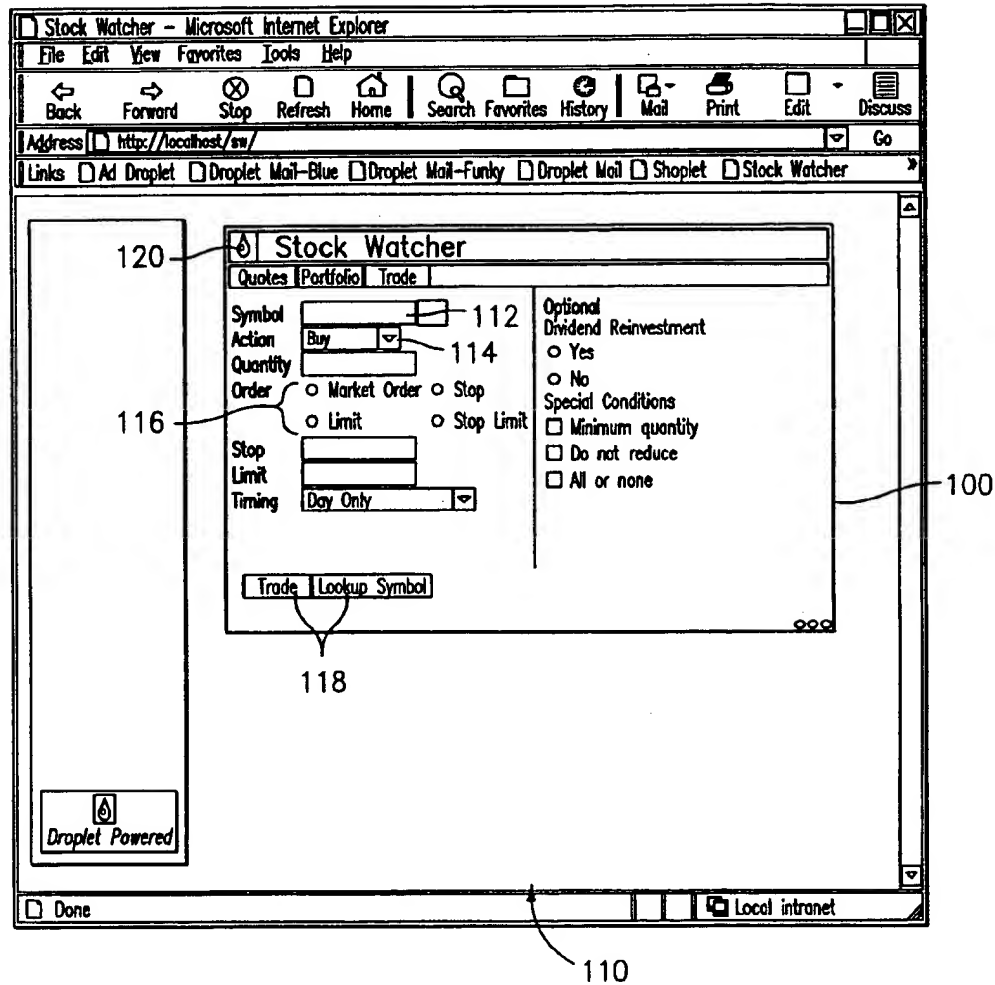 Stock Watcher - Microsoft Internet Explorer
File Edit View Favorites Tools Help
Back Forward Stop Refresh Home Search Favorites History Mail Print Edit Discuss
Address http://localhost/sw/ Go
Links Ad Droplet Droplet Mail-Blue Droplet Mail-Funky Droplet Mail Shoplet Stock Watcher »
120
Stock Watcher
Quotes Portfolio Trade
Symbol
112
Action Buy
114
Quantity
Order Market Order Stop
116
Limit Stop Limit
Stop
Limit
Timing Day Only
Optional
Dividend Reinvestment
Yes
No
Special Conditions
Minimum quantity
Do not reduce
All or none
100
Trade Lookup Symbol
118
Droplet Powered
Done Local intranet
110